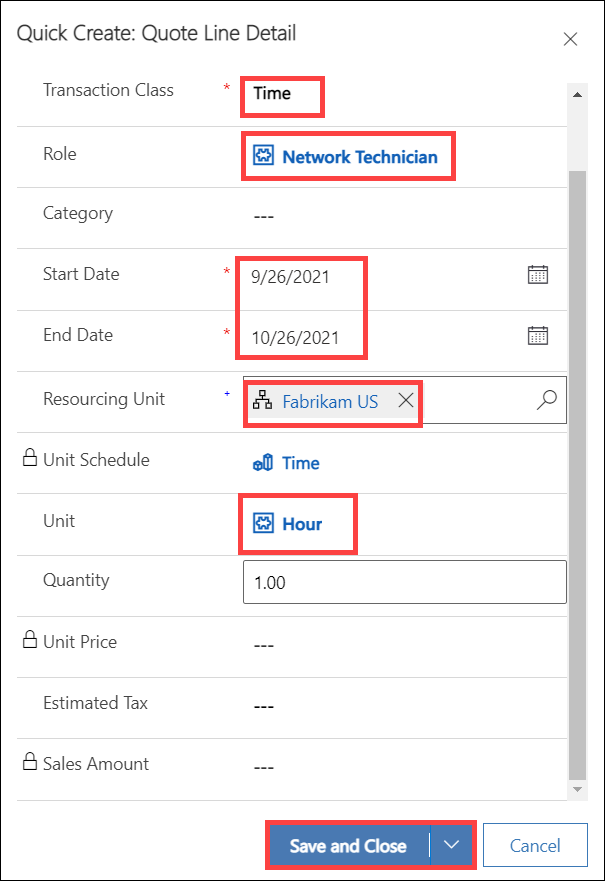 Quick Create: Quote Line Detail
Transaction Class * Time
Role Network Technician
Category ---
Start Date * 9/26/2021
End Date * 10/26/2021
Resourcing Unit + Fabrikam US
Unit Schedule Time
Unit Hour
Quantity 1.00
Unit Price ---
Estimated Tax ---
Sales Amount ---
Save and Close Cancel